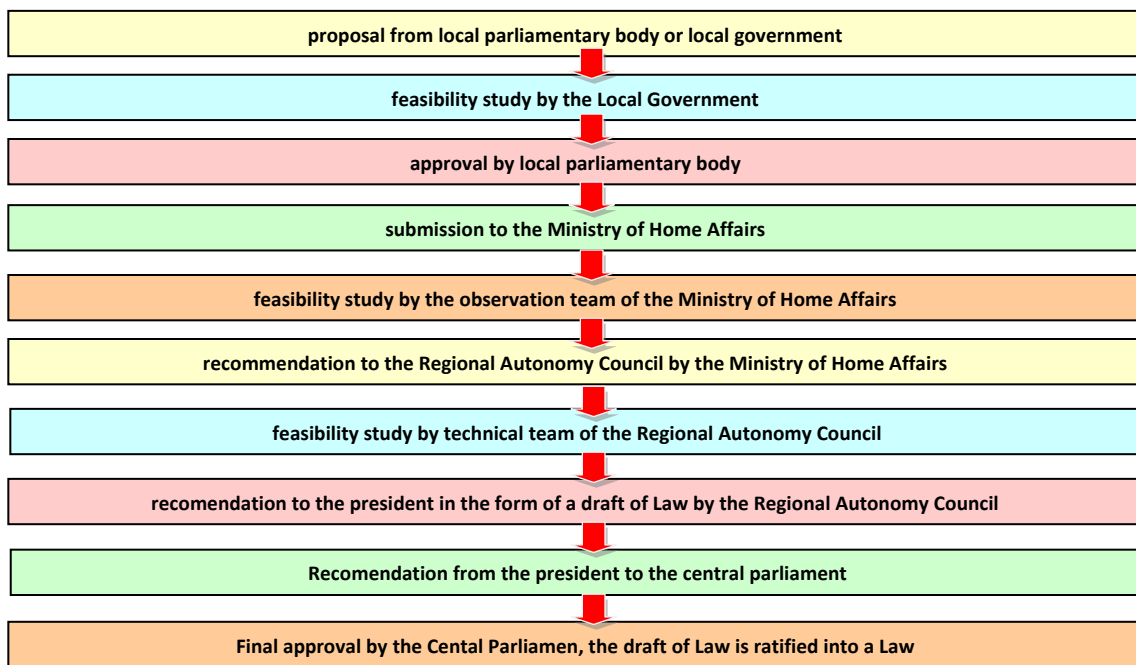 proposal from local parliamentary body or local government
feasibility study by the Local Government
approval by local parliamentary body
submission to the Ministry of Home Affairs
feasibility study by the observation team of the Ministry of Home Affairs
recommendation to the Regional Autonomy Council by the Ministry of Home Affairs
feasibility study by technical team of the Regional Autonomy Council
recomendation to the president in the form of a draft of Law by the Regional Autonomy Council
Recomendation from the president to the central parliament
Final approval by the Cental Parliamen, the draft of Law is ratified into a Law